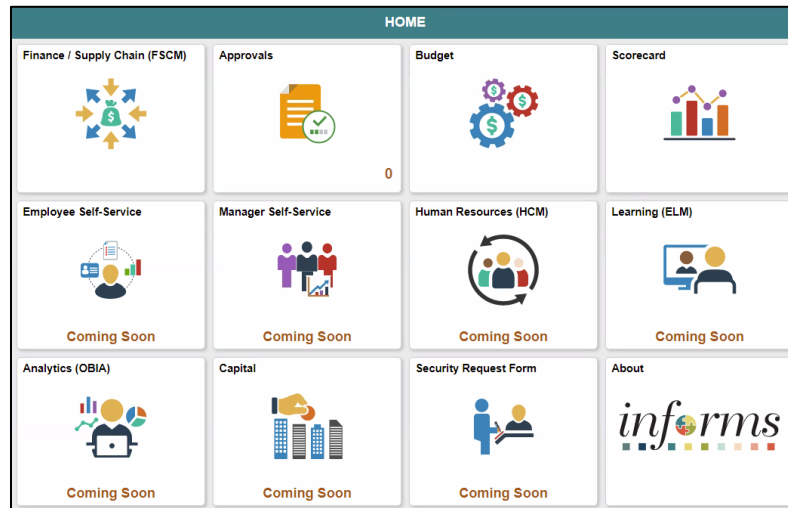 HOME
Finance / Supply Chain (FSCM)
Approvals
0
Budget
Scorecard
Employee Self-Service
Coming Soon
Manager Self-Service
Coming Soon
Human Resources (HCM)
Coming Soon
Learning (ELM)
Coming Soon
Analytics (OBIA)
Coming Soon
Capital
Coming Soon
Security Request Form
Coming Soon
About
informs